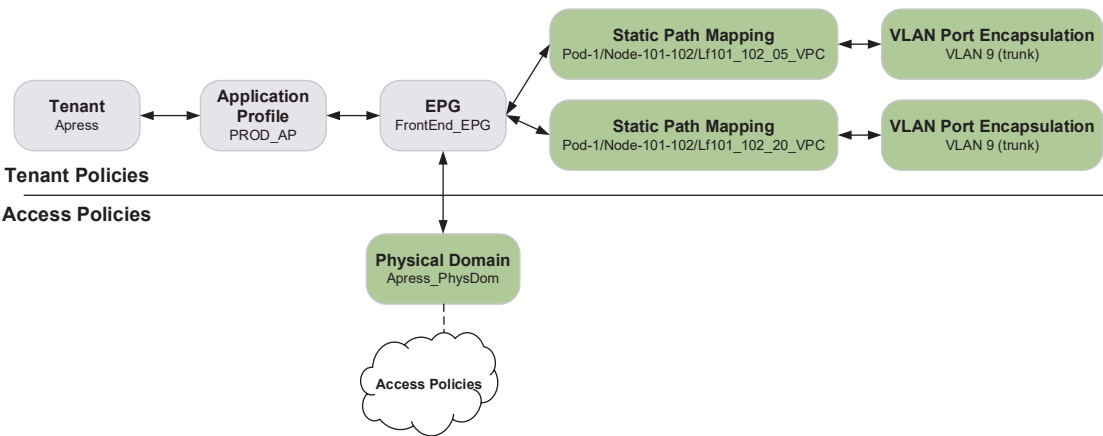 Static Path Mapping
Pod-1/Node-101-102/Lf101_102_05_VPC
VLAN Port Encapsulation
VLAN 9 (trunk)
Tenant
Apress
Application
Profile
PROD_AP
EPG
FrontEnd_EPG
Static Path Mapping
Pod-1/Node-101-102/Lf101_102_20_VPC
VLAN Port Encapsulation
VLAN 9 (trunk)
Tenant Policies
Access Policies
Physical Domain
Apress_PhysDom
Access Policies